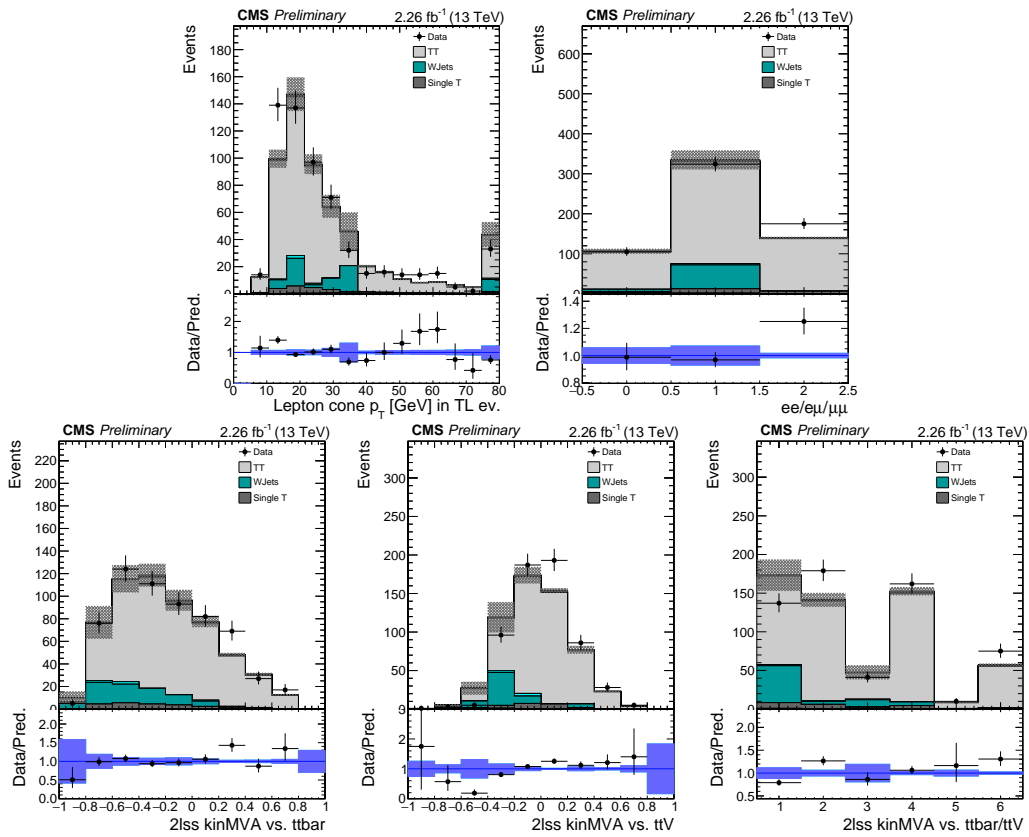 CMS Preliminary 2.26 fb-1 (13 TeV)
Events
180
160
140
120
100
80
60
40
20
Data
TT
WJets
Single T
Data/Pred.
2
1
0
0 10 20 30 40 50 60 70 80
Lepton cone pT [GeV] in TL ev.
CMS Preliminary 2.26 fb-1 (13 TeV)
Events
600
500
400
300
200
100
0
Data
TT
WJets
Single T
Data/Pred.
1.4
1.2
1.0
0.8
-0.5 0.0 0.5 1.0 1.5 2.0 2.5
ee/eμ/μμ
CMS Preliminary 2.26 fb-1 (13 TeV)
Events
220
200
180
160
140
120
100
80
60
40
20
0
Data
TT
WJets
Single T
Data/Pred.
2.0
1.5
1.0
0.5
0.0
-1 -0.8 -0.6 -0.4 -0.2 0 0.2 0.4 0.6 0.8 1
2lss kinMVA vs. ttbar
CMS Preliminary 2.26 fb-1 (13 TeV)
Events
300
250
200
150
100
50
0
Data
TT
WJets
Single T
Data/Pred.
2
1
0
-1 -0.8 -0.6 -0.4 -0.2 0 0.2 0.4 0.6 0.8 1
2lss kinMVA vs. ttV
CMS Preliminary 2.26 fb-1 (13 TeV)
Events
300
250
200
150
100
50
0
Data
TT
WJets
Single T
Data/Pred.
2.0
1.5
1.0
0.5
1 2 3 4 5 6
2lss kinMVA vs. ttbar/ttV